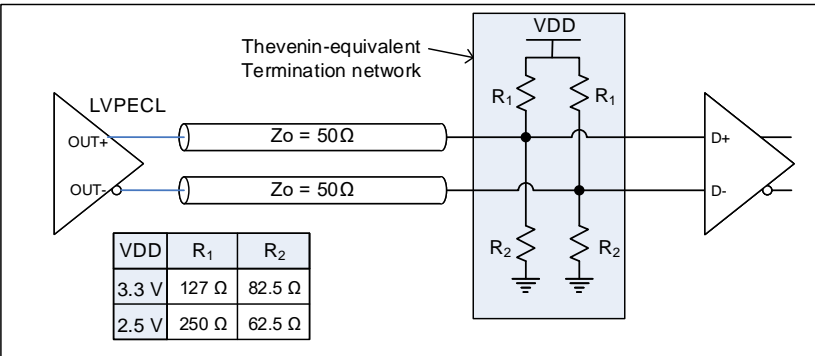 VDD
Thevenin-equivalent
Termination network
R₁ R₁
LVPECL
OUT+ Zo = 50Ω D+
OUT- Zo = 50Ω D-
R₂ R₂
VDD R₁ R₂
3.3 V 127 Ω 82.5 Ω
2.5 V 250 Ω 62.5 Ω